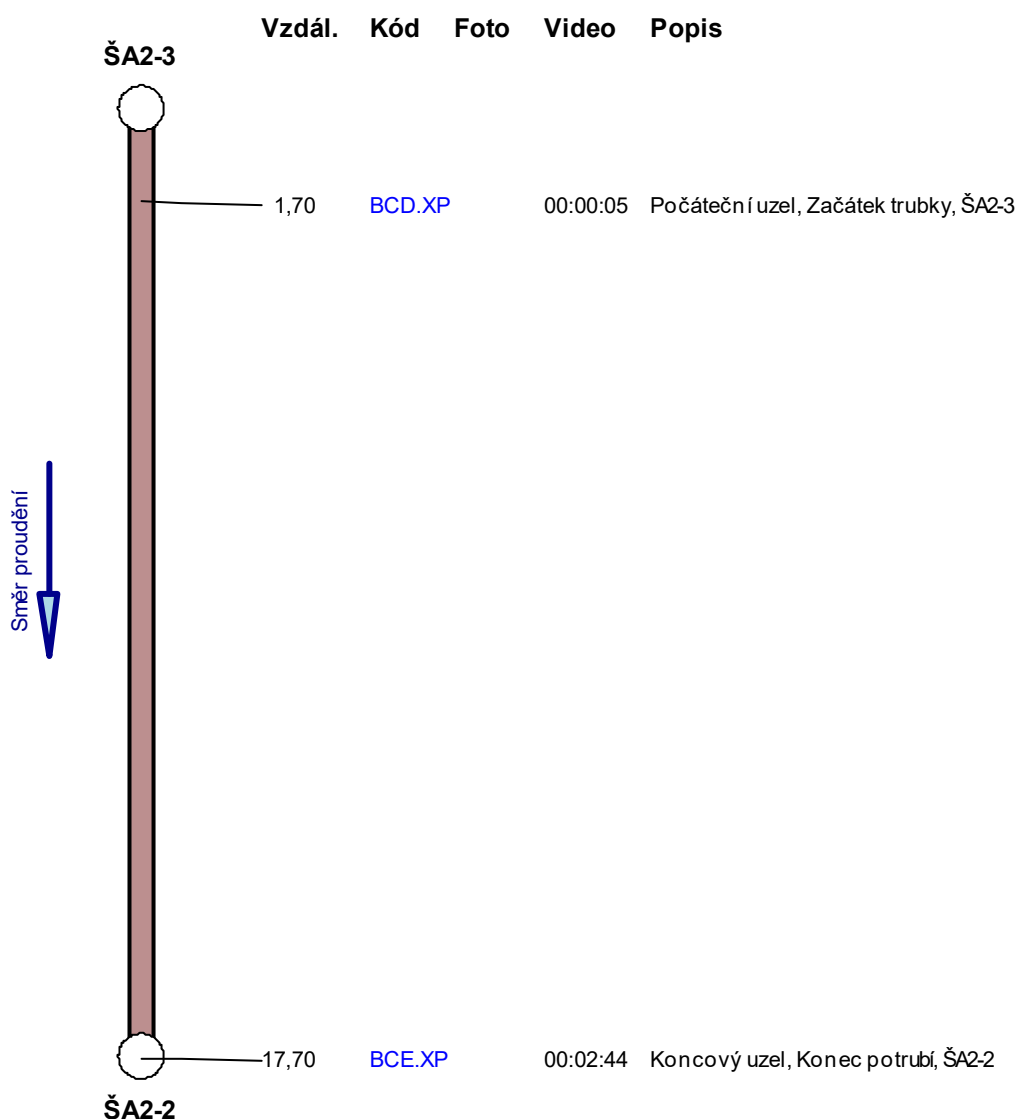 Vzdál. Kód Foto Video Popis
ŠA2-3
1,70 BCD.XP 00:00:05 Počáteční uzel, Začátek trubky, ŠA2-3
Směr proudění
17,70 BCE.XP 00:02:44 Koncový uzel, Konec potrubí, ŠA2-2
ŠA2-2